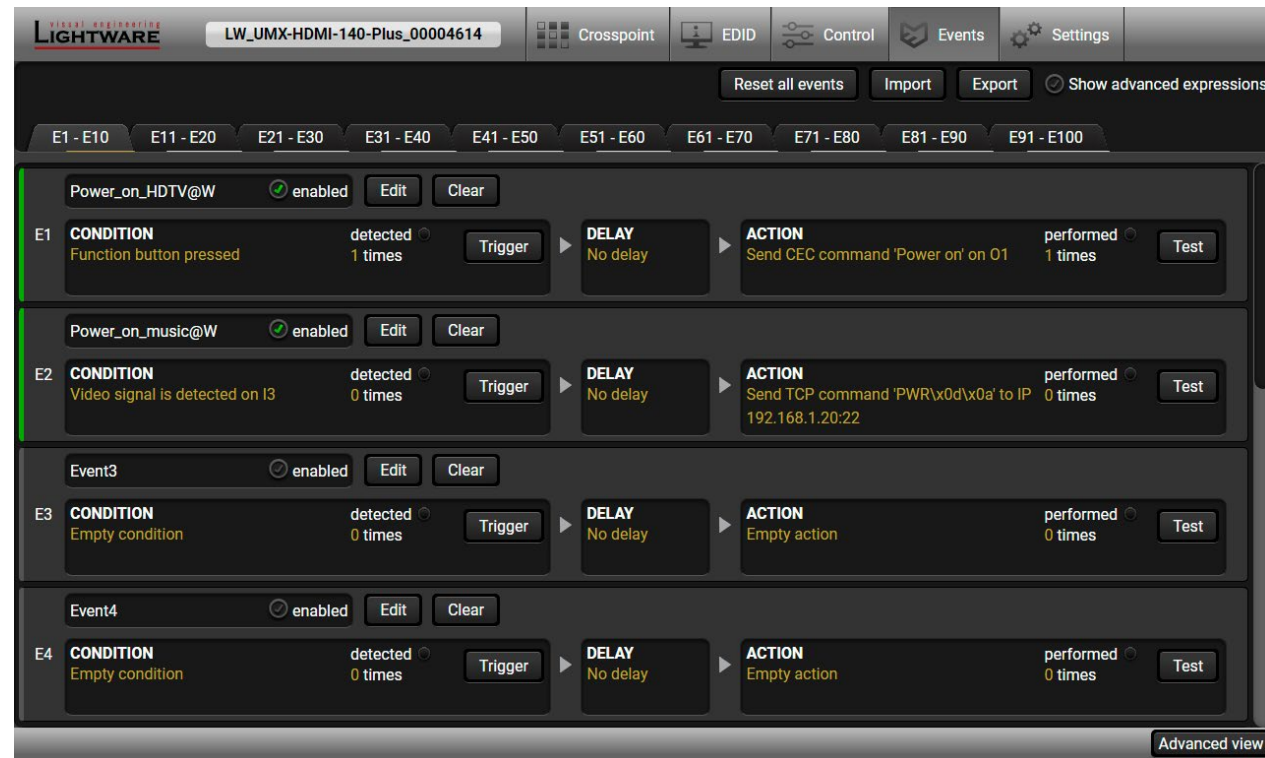 visual engineering
LIGHTWARE
LW_UMX-HDMI-140-Plus_00004614
Crosspoint
EDID
Control
Events
Settings
Reset all events
Import
Export
Show advanced expressions
E1 - E10
E11 - E20
E21 - E30
E31 - E40
E41 - E50
E51 - E60
E61 - E70
E71 - E80
E81 - E90
E91 - E100
Power_on_HDTV@W
enabled
Edit
Clear
E1
CONDITION
Function button pressed
detected
1 times
Trigger
DELAY
No delay
ACTION
Send CEC command 'Power on' on O1
performed
1 times
Test
Power_on_music@W
enabled
Edit
Clear
E2
CONDITION
Video signal is detected on I3
detected
0 times
Trigger
DELAY
No delay
ACTION
Send TCP command 'PWR\x0d\x0a' to IP
192.168.1.20:22
performed
0 times
Test
Event3
enabled
Edit
Clear
E3
CONDITION
Empty condition
detected
0 times
Trigger
DELAY
No delay
ACTION
Empty action
performed
0 times
Test
Event4
enabled
Edit
Clear
E4
CONDITION
Empty condition
detected
0 times
Trigger
DELAY
No delay
ACTION
Empty action
performed
0 times
Test
Advanced view